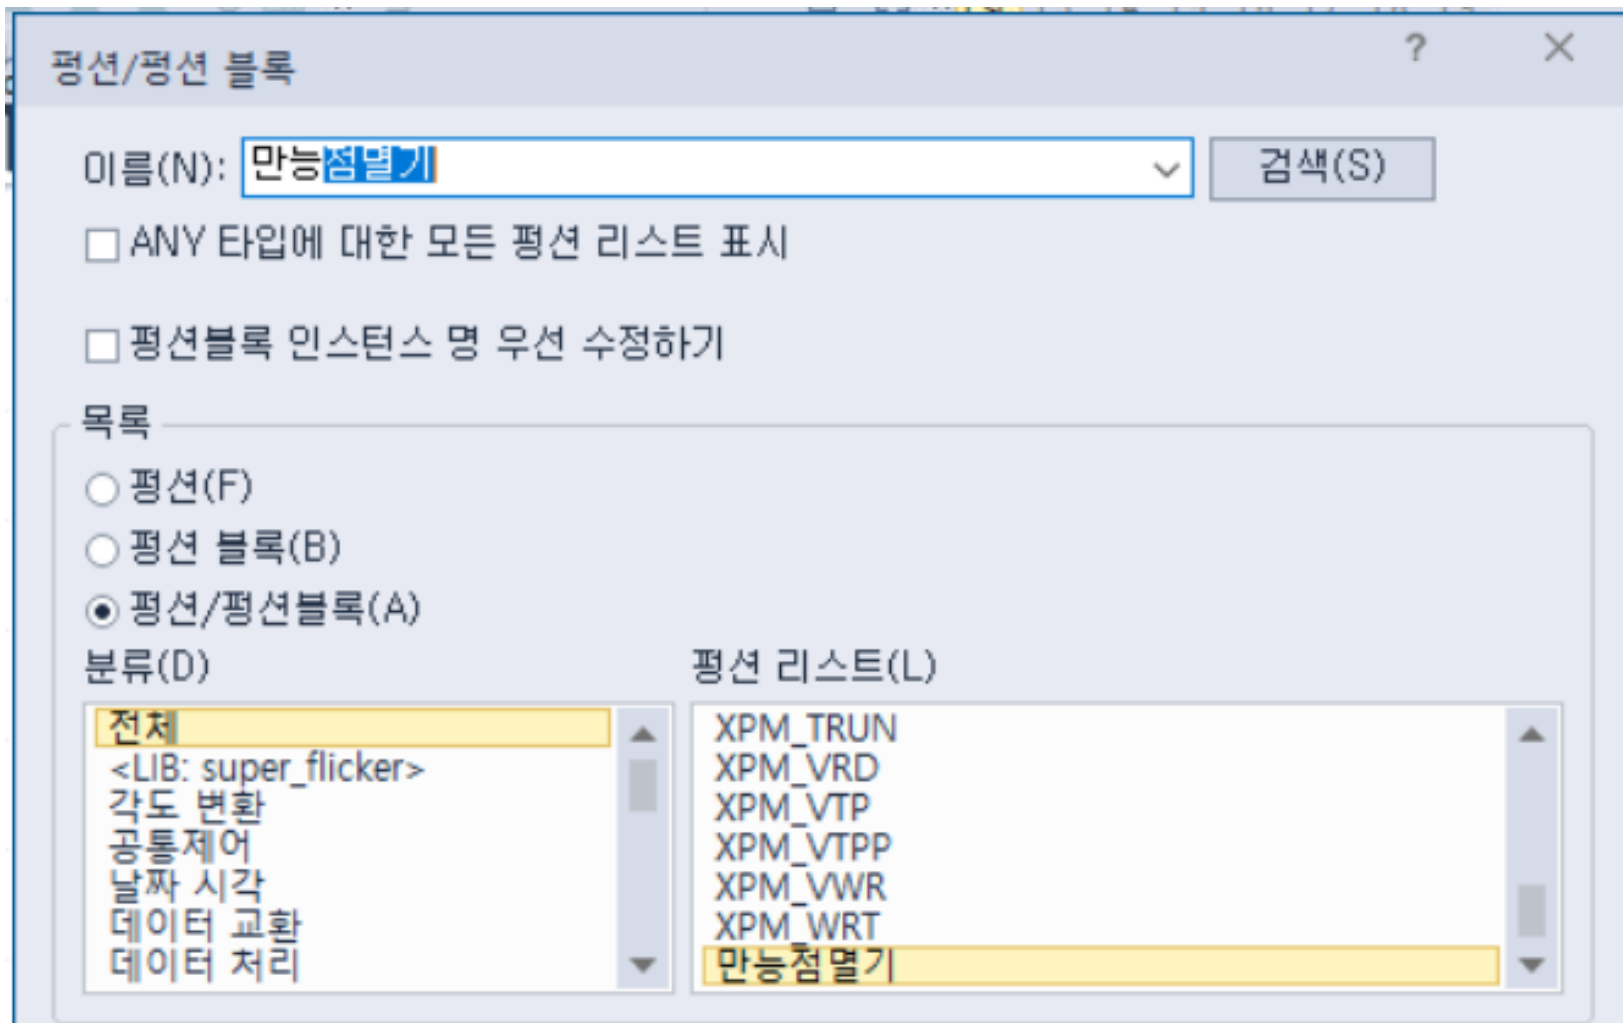 펑션/펑션 블록
?
이름(N): 만능점멸기 검색(S)
ANY 타입에 대한 모든 펑션 리스트 표시
펑션블록 인스턴스 명 우선 수정하기
목록
펑션(F)
펑션 블록(B)
펑션/펑션블록(A)
분류(D)
전체
<LIB: super_flicker>
각도 변환
공통제어
날짜 시각
데이터 교환
데이터 처리
펑션 리스트(L)
XPM_TRUN
XPM_VRD
XPM_VTP
XPM_VTPP
XPM_VWR
XPM_WRT
만능점멸기